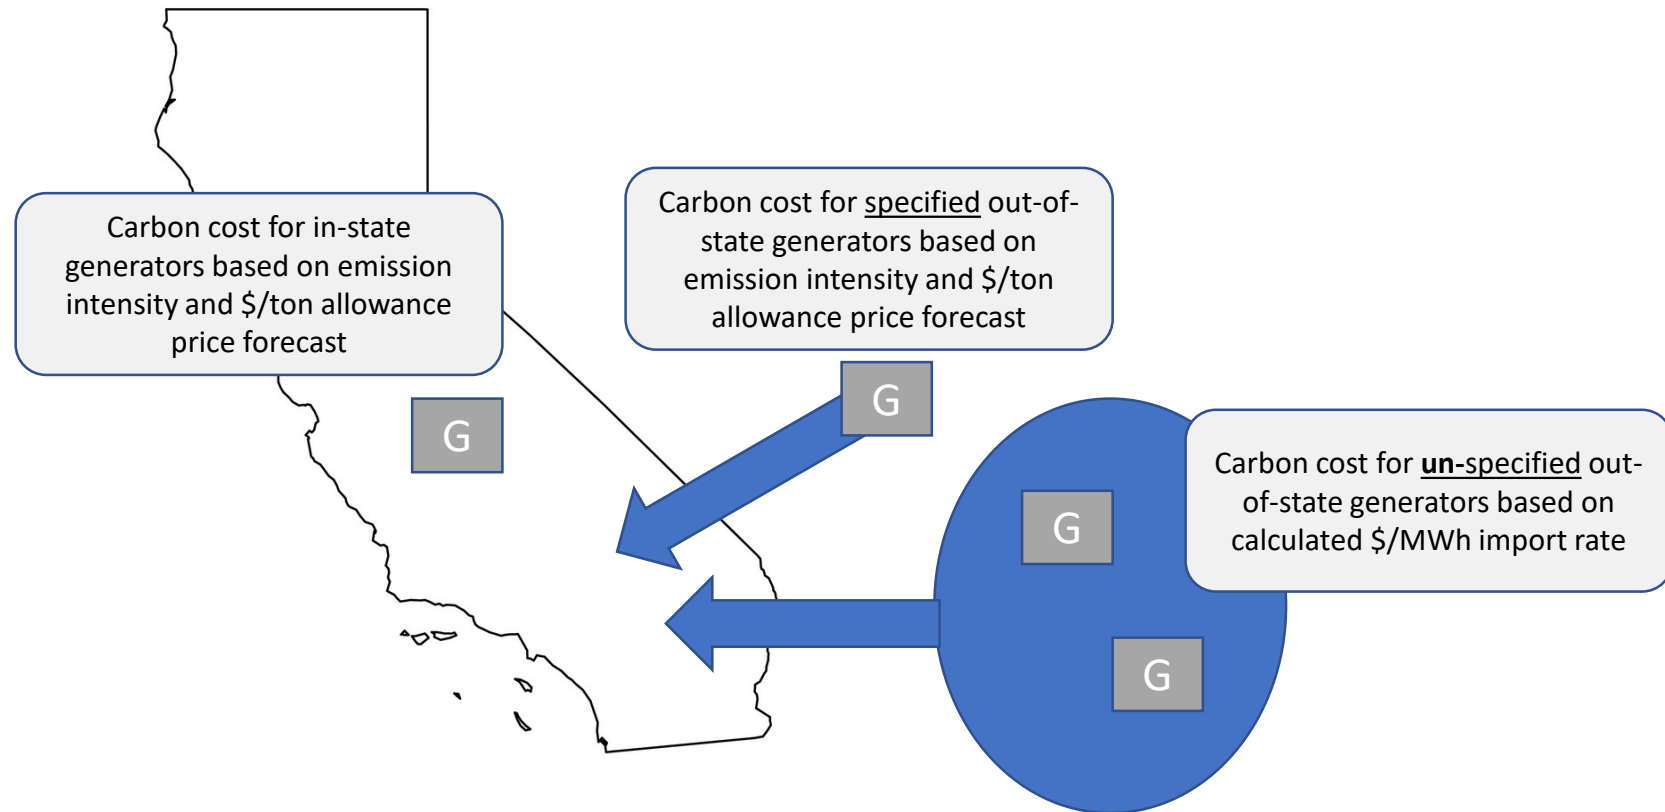 Carbon cost for in-state
generators based on emission
intensity and $/ton allowance
price forecast
Carbon cost for specified out-of-
state generators based on
emission intensity and $/ton
allowance price forecast
G
G
Carbon cost for un-specified out-
of-state generators based on
calculated $/MWh import rate
G
G